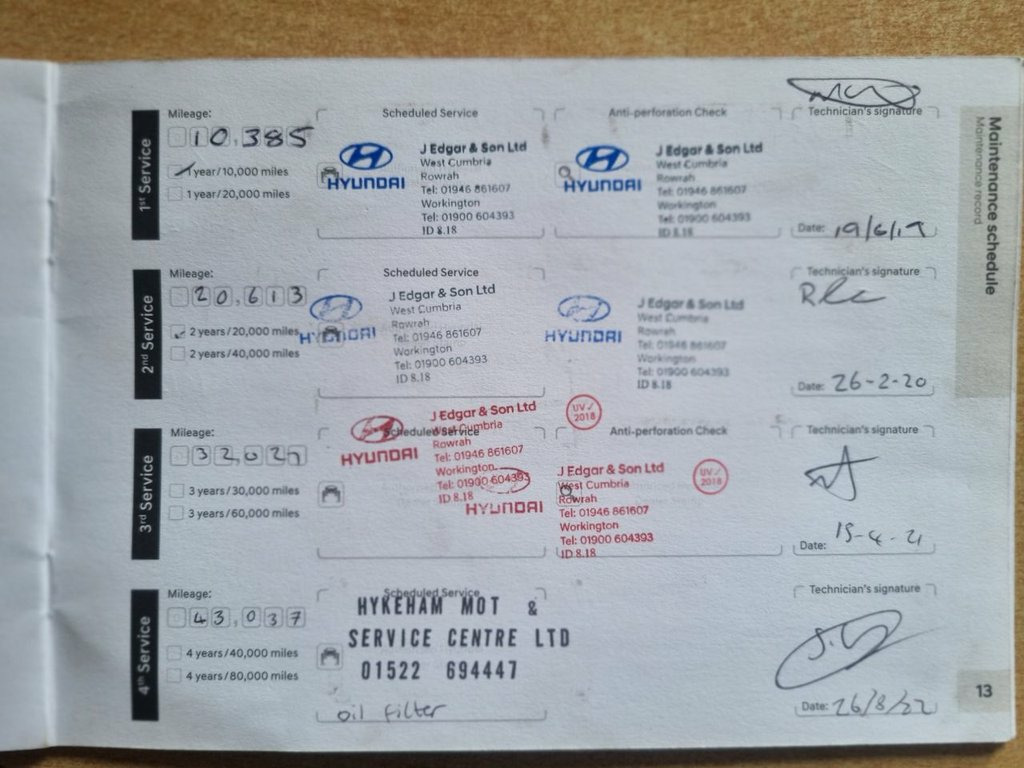 Maintenance schedule
Maintenance record
1st Service
Mileage:
10,385
1 year/10,000 miles
1 year/20,000 miles
Scheduled Service
HYUNDAI
J Edgar & Son Ltd
West Cumbria
Rowrah
Tel: 01946 861607
Workington
Tel: 01900 604393
ID 8.18
Anti-perforation Check
HYUNDAI
J Edgar & Son Ltd
West Cumbria
Rowrah
Tel: 01946 861607
Workington
Tel: 01900 604393
ID 8.18
Technician's signature
Date: 19/6/19
2nd Service
Mileage:
20,613
2 years/20,000 miles
2 years/40,000 miles
Scheduled Service
HYUNDAI
J Edgar & Son Ltd
West Cumbria
Rowrah
Tel: 01946 861607
Workington
Tel: 01900 604393
ID 8.18
HYUNDAI
J Edgar & Son Ltd
West Cumbria
Rowrah
Tel: 01946 861607
Workington
Tel: 01900 604393
ID 8.18
Technician's signature
Date: 26-2-20
3rd Service
Mileage:
32,027
3 years/30,000 miles
3 years/60,000 miles
Scheduled Service
HYUNDAI
J Edgar & Son Ltd
West Cumbria
Rowrah
Tel: 01946 861607
Workington
Tel: 01900 604393
ID 8.18
UV✓
2018
Anti-perforation Check
HYUNDAI
J Edgar & Son Ltd
West Cumbria
Rowrah
Tel: 01946 861607
Workington
Tel: 01900 604393
ID 8.18
UV✓
2018
Technician's signature
Date: 15-4-21
4th Service
Mileage:
43,037
4 years/40,000 miles
4 years/80,000 miles
Scheduled Service
HYKEHAM MOT &
SERVICE CENTRE LTD
01522 694447
oil filter
Technician's signature
Date: 26/8/22
13